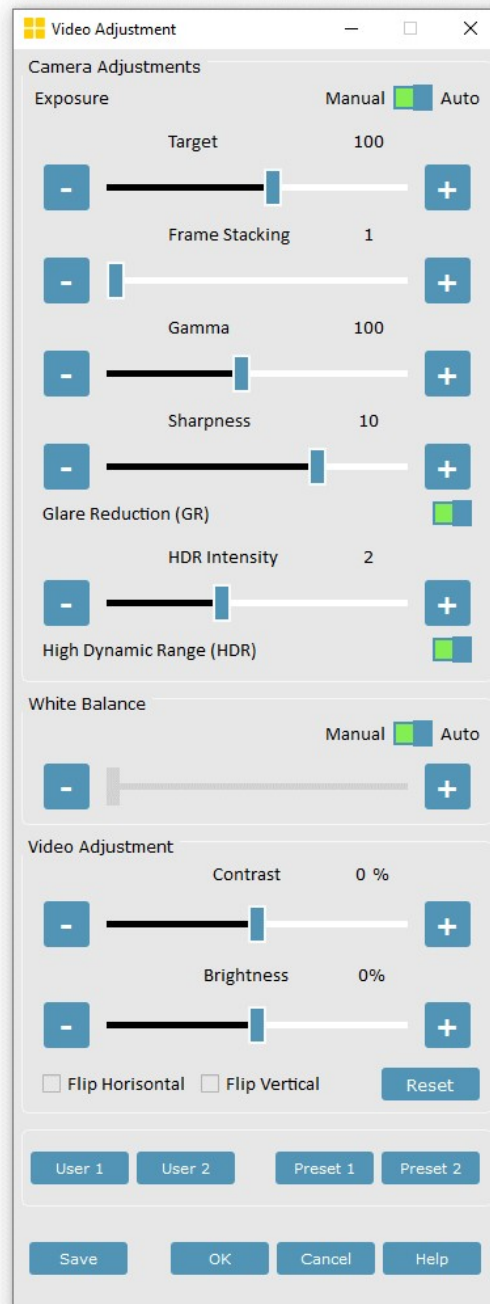 Video Adjustment
Camera Adjustments
Exposure Manual Auto
Target 100
- +
Frame Stacking 1
- +
Gamma 100
- +
Sharpness 10
- +
Glare Reduction (GR)
HDR Intensity 2
- +
High Dynamic Range (HDR)
White Balance
Manual Auto
- +
Video Adjustment
Contrast 0 %
- +
Brightness 0%
- +
Flip Horisontal Flip Vertical Reset
User 1 User 2 Preset 1 Preset 2
Save OK Cancel Help